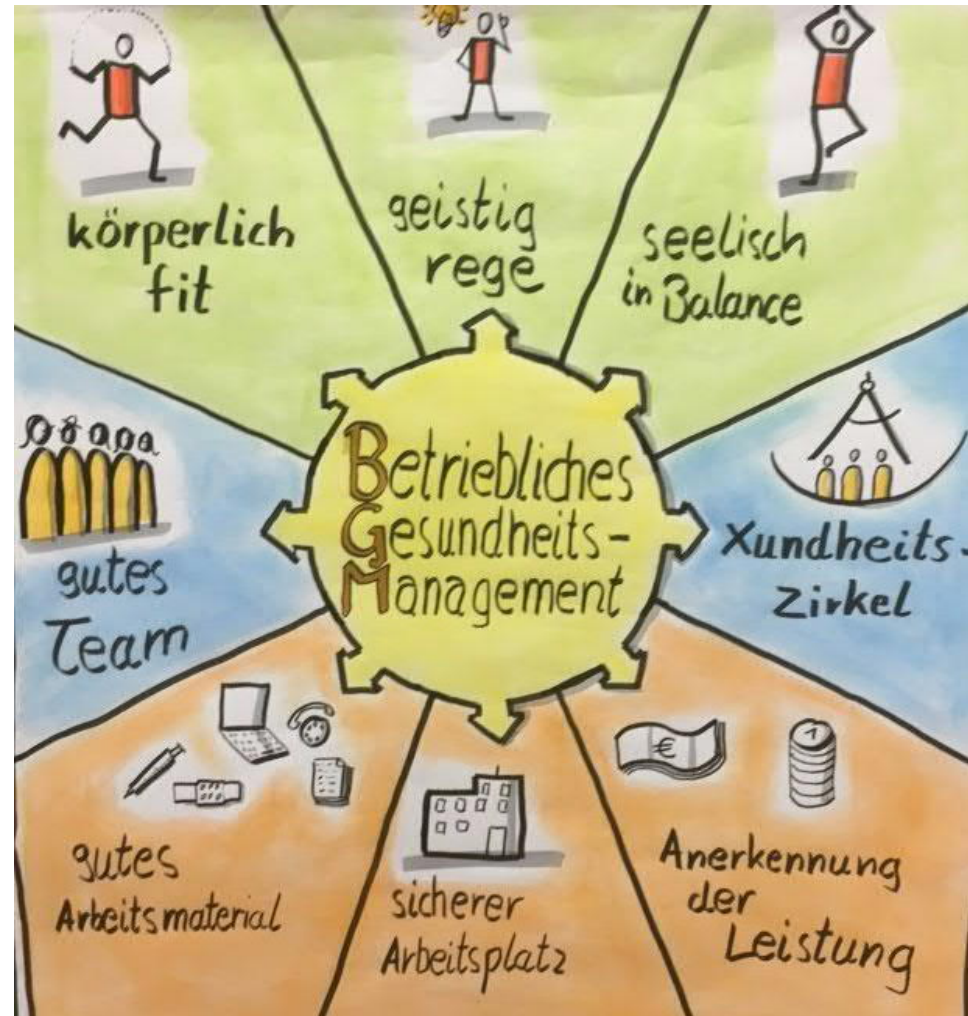 körperlich
fit
geistig
rege
seelisch
in Balance
gutes
Team
Betriebliches
Gesundheits-
Management
Xundheits-
Zirkel
gutes
Arbeitsmaterial
sicherer
Arbeitsplatz
€
1
Anerkennung
der
Leistung